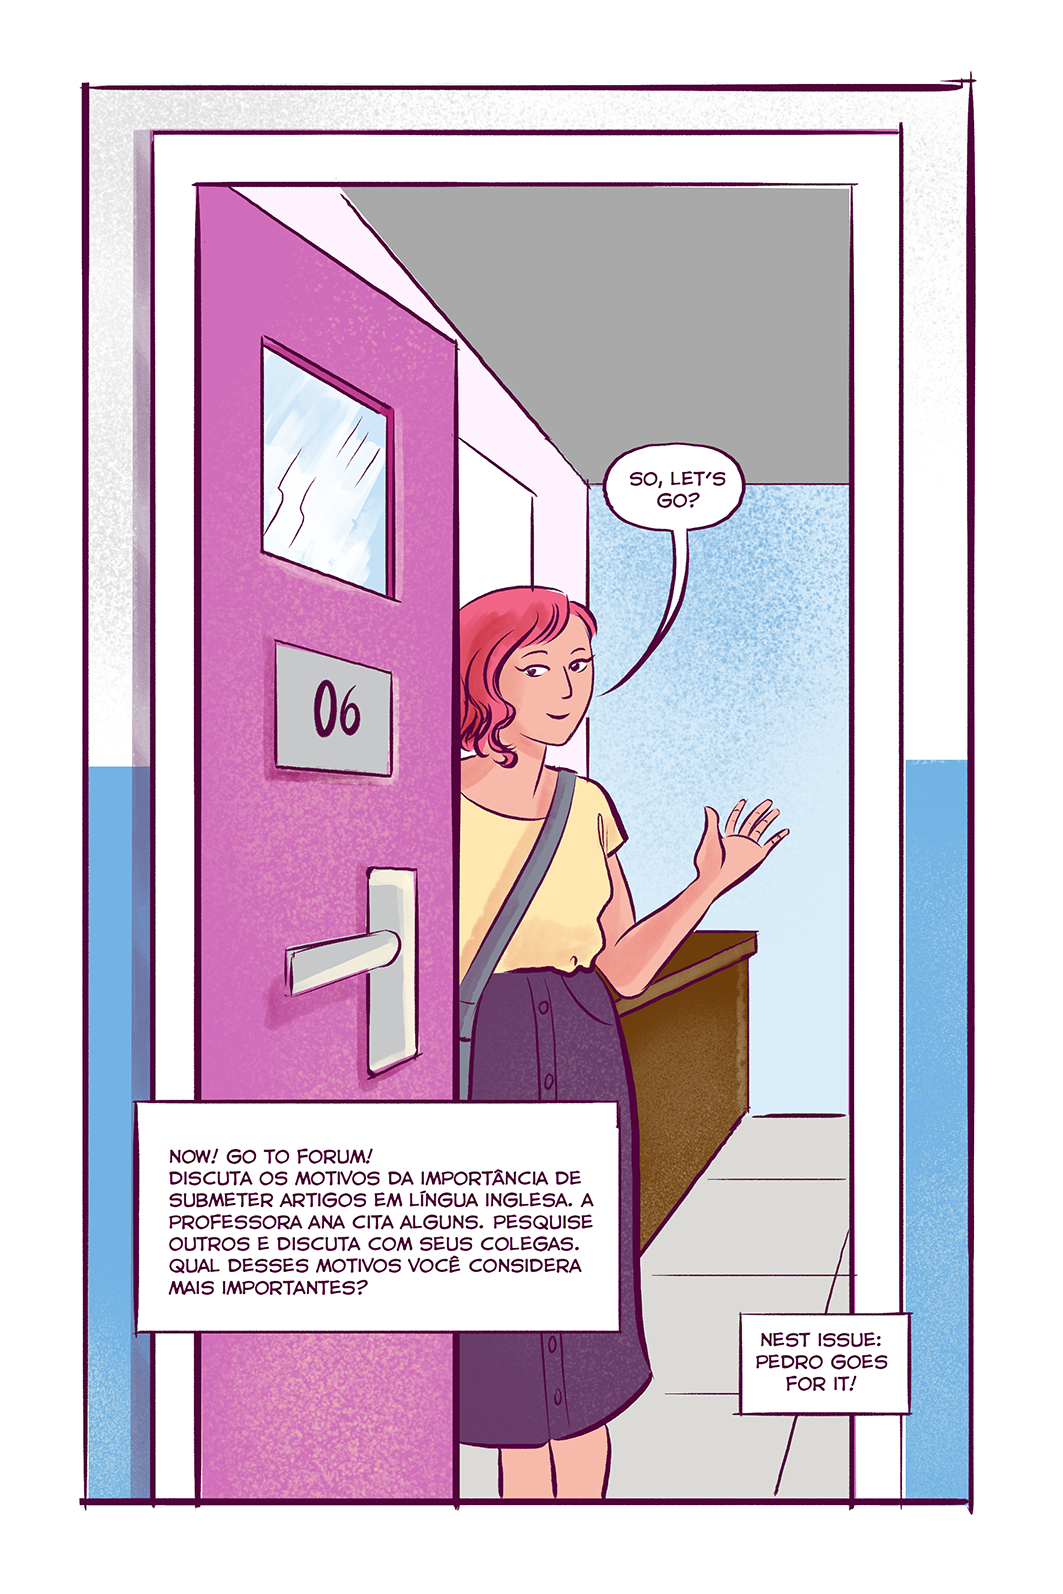 SO, LET'S
GO?
06
NOW! GO TO FORUM!
DISCUTA OS MOTIVOS DA IMPORTÂNCIA DE
SUBMETER ARTIGOS EM LÍNGUA INGLESA. A
PROFESSORA ANA CITA ALGUNS. PESQUISE
OUTROS E DISCUTA COM SEUS COLEGAS.
QUAL DESSES MOTIVOS VOCÊ CONSIDERA
MAIS IMPORTANTES?
NEST ISSUE:
PEDRO GOES
FOR IT!